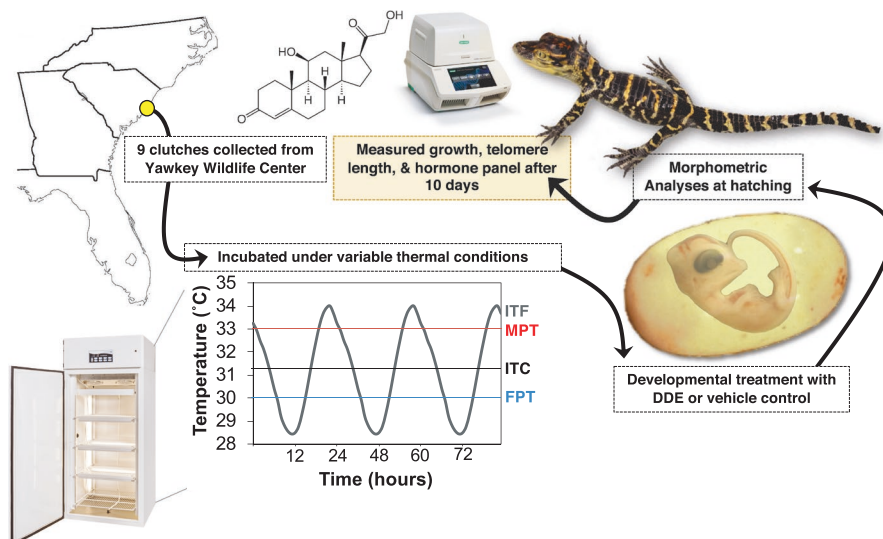 OH
HO
H
H
H
O
9 clutches collected from
Yawkey Wildlife Center
Measured growth, telomere
length, & hormone panel after
10 days
Morphometric
Analyses at hatching
Incubated under variable thermal conditions
Temperature (˚C)
35
34
33
32
31
30
29
28
ITF
MPT
ITC
FPT
12
24
48
60
72
Time (hours)
Developmental treatment with
DDE or vehicle control